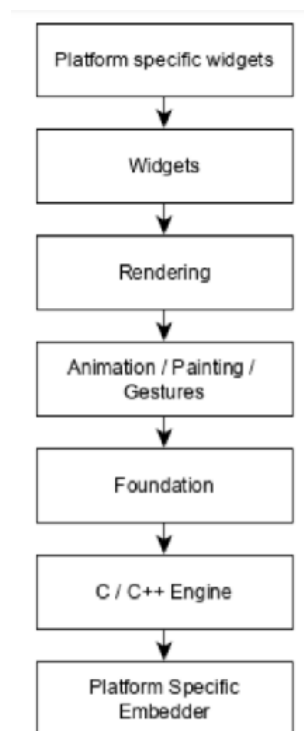 Platform specific widgets
Widgets
Rendering
Animation / Painting /
Gestures
Foundation
C / C++ Engine
Platform Specific
Embedder